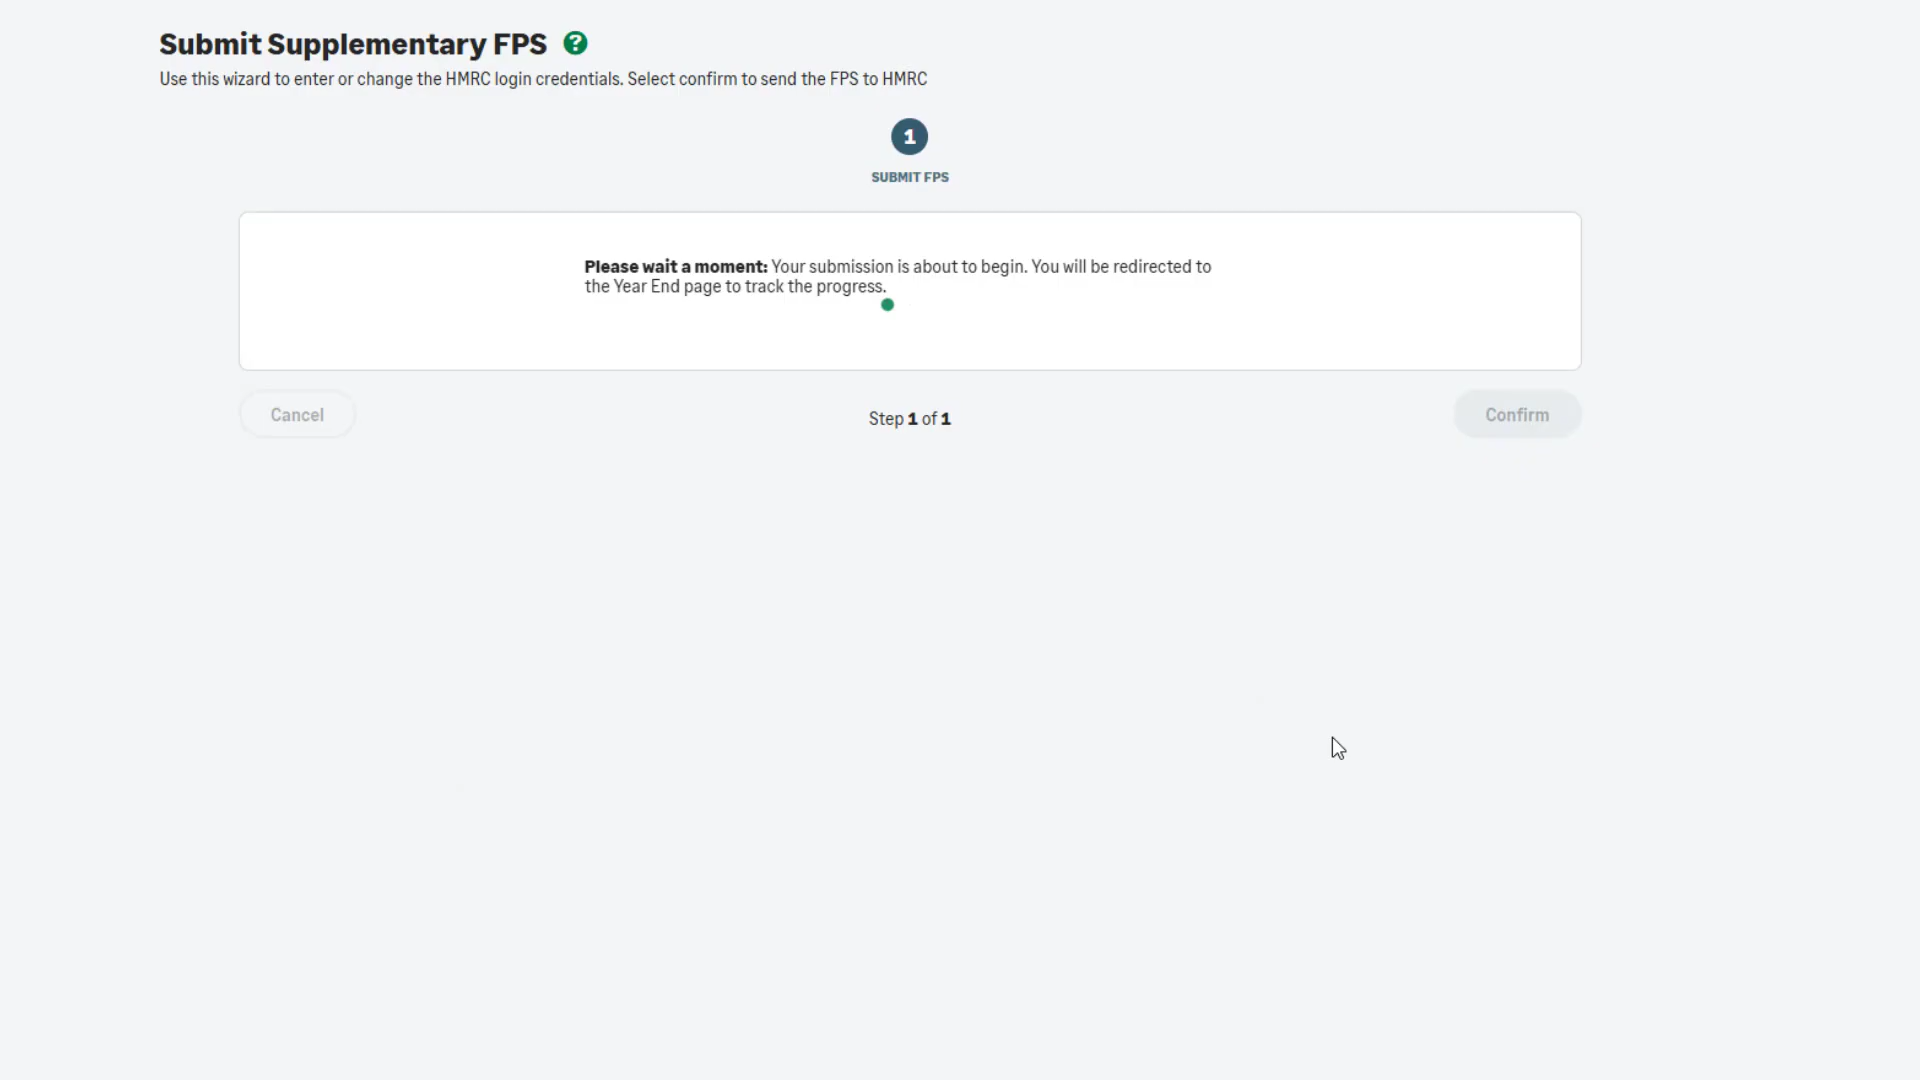 Submit Supplementary FPS ?
Use this wizard to enter or change the HMRC login credentials. Select confirm to send the FPS to HMRC
1
SUBMIT FPS
Please wait a moment: Your submission is about to begin. You will be redirected to
the Year End page to track the progress.
Cancel
Step 1 of 1
Confirm